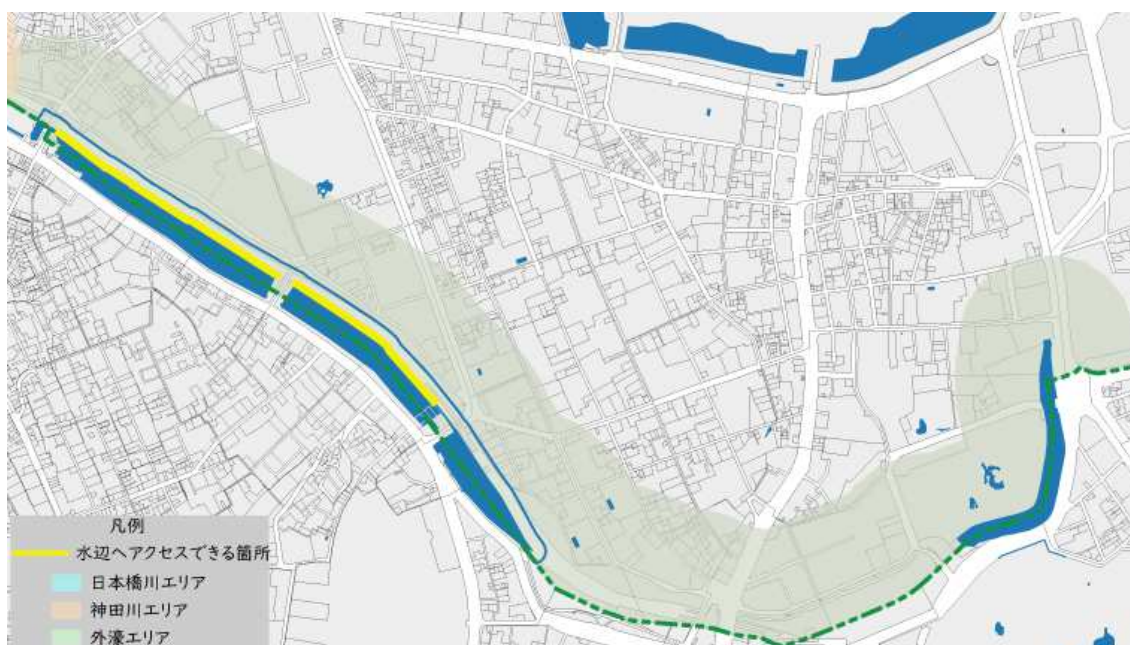 凡例
水辺へアクセスできる箇所
日本橋川エリア
神田川エリア
外濠エリア